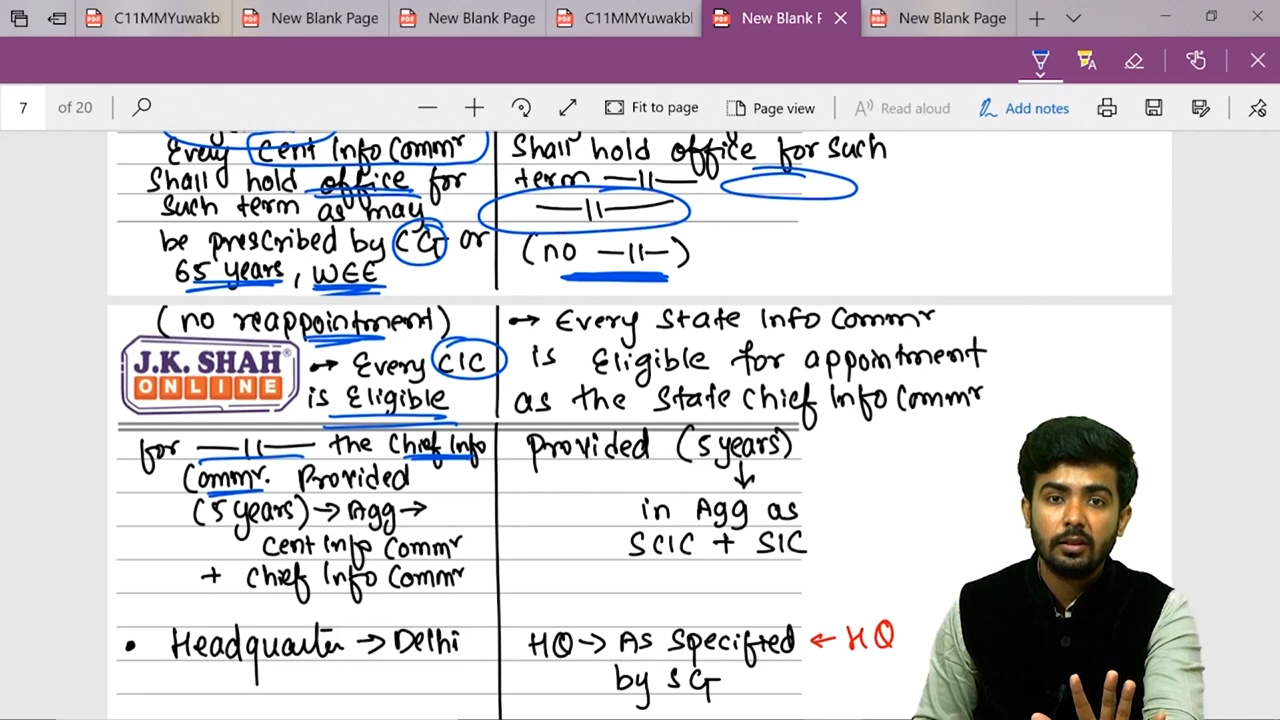 C11MMYuwakb
New Blank Page
New Blank Page
C11MMYuwakb
New Blank P
New Blank Page
7 of 20
Fit to page
Page view
Read aloud
Add notes
Every Cent Info Commr
Shall hold office for
such term as may
be prescribed by CG or
65 years, WEE
(no reappointment)
J.K. SHAH®
ONLINE
→ Every CIC
is Eligible
for —11— the Chief Info
Commr. Provided
(5 years) → Agg →
Cent Info Commr
+ Chief Info Commr
• Headquarter → Delhi
Shall hold office for such
term —11—
—11—
(no —11—)
→ Every State Info Commr
is Eligible for appointment
as the State Chief Info Commr
Provided (5 years)
↓
in Agg as
SCIC + SIC
HQ → As specified ← HQ
by SG